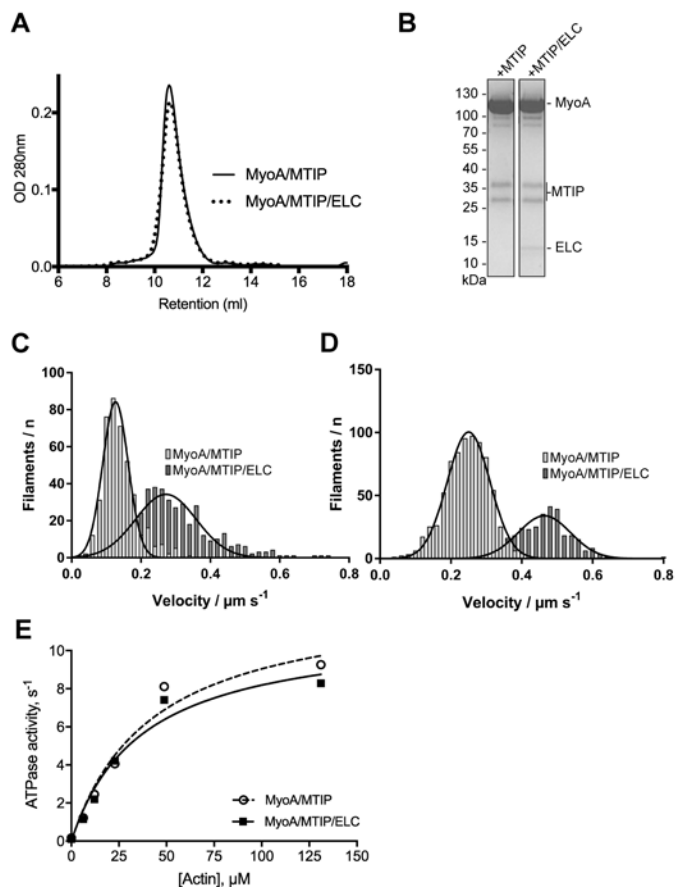 A
OD 280nm
0.2
0.1
0.0
6 8 10 12 14 16 18
Retention (ml)
MyoA/MTIP
MyoA/MTIP/ELC
B
+MTIP
+MTIP/ELC
130
100
70
55
35
25
15
10
kDa
MyoA
MTIP
ELC
C
Filaments / n
100
80
60
40
20
0
0.0 0.2 0.4 0.6 0.8
Velocity / µm s-1
MyoA/MTIP
MyoA/MTIP/ELC
D
Filaments / n
150
100
50
0
0.0 0.2 0.4 0.6 0.8
Velocity / µm s-1
MyoA/MTIP
MyoA/MTIP/ELC
E
ATPase activity, s-1
10
8
6
4
2
0
0 25 50 75 100 125 150
[Actin], µM
MyoA/MTIP
MyoA/MTIP/ELC